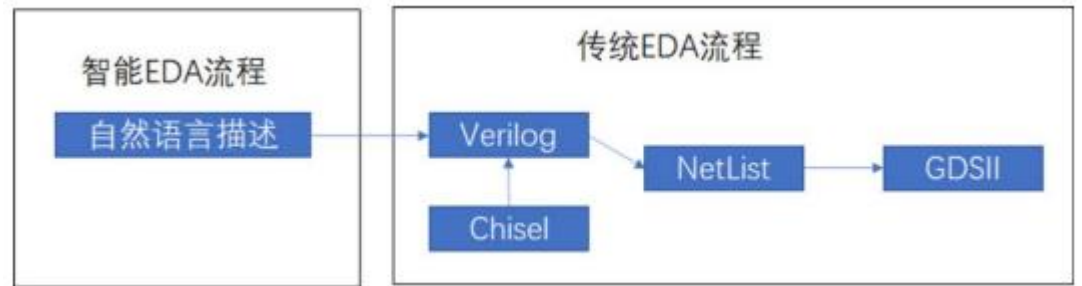 智能EDA流程
自然语言描述
传统EDA流程
Verilog
Chisel
NetList
GDSII